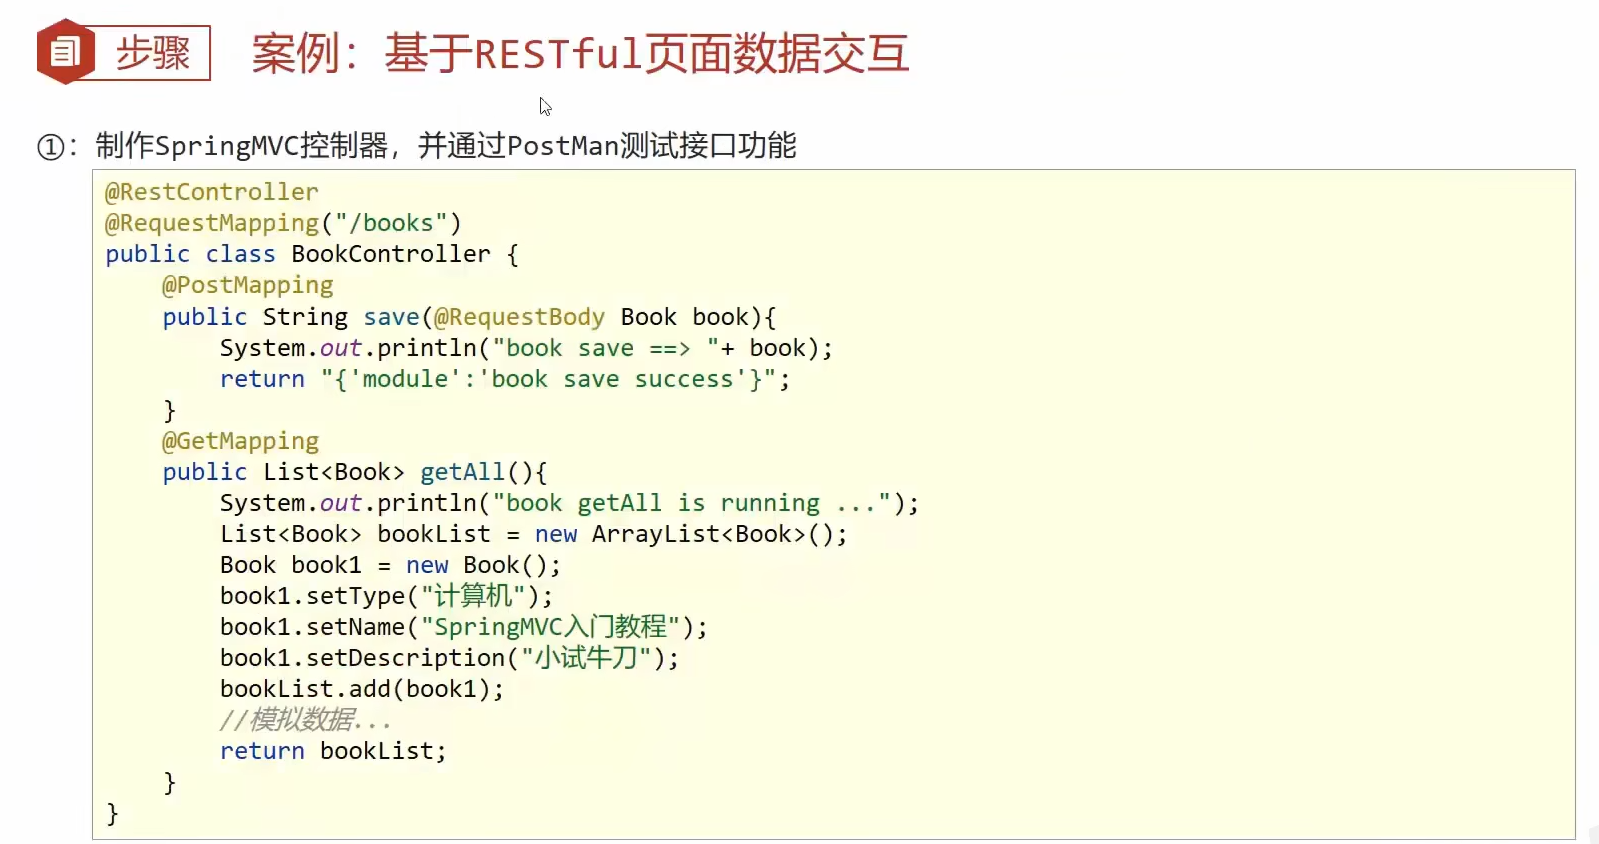 步骤 案例：基于RESTful页面数据交互
①：制作SpringMVC控制器，并通过PostMan测试接口功能
@RestController
@RequestMapping("/books")
public class BookController {
    @PostMapping
    public String save(@RequestBody Book book){
        System.out.println("book save ==> "+ book);
        return "{'module':'book save success'}";
    }
    @GetMapping
    public List<Book> getAll(){
        System.out.println("book getAll is running ...");
        List<Book> bookList = new ArrayList<Book>();
        Book book1 = new Book();
        book1.setType("计算机");
        book1.setName("SpringMVC入门教程");
        book1.setDescription("小试牛刀");
        bookList.add(book1);
        //模拟数据...
        return bookList;
    }
}